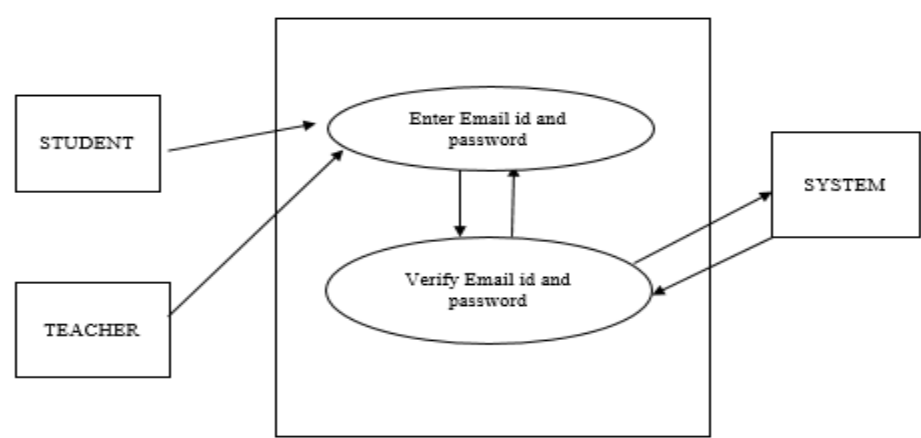 STUDENT
Enter Email id and
password
SYSTEM
Verify Email id and
password
TEACHER